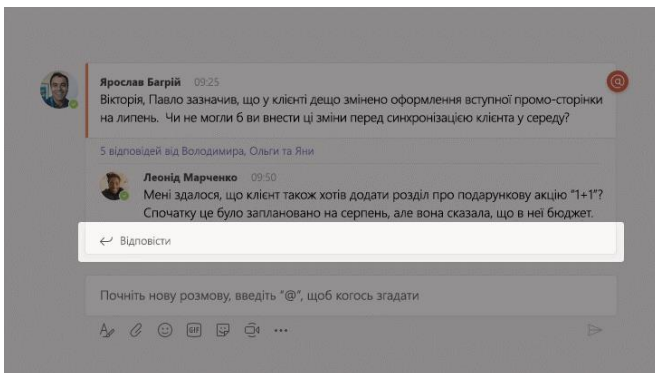 Ярослав Багрій 09:25
Вікторія, Павло зазначив, що у клієнті дещо змінено оформлення вступної промо-сторінки
на липень. Чи не могли б ви внести ці зміни перед синхронізацією клієнта у середу?
5 відповідей від Володимира, Ольги та Яни
Леонід Марченко 09:50
Мені здалося, що клієнт також хотів додати розділ про подарункову акцію "1+1"?
Спочатку це було заплановано на серпень, але вона сказала, що в неї бюджет.
Відповісти
Почніть нову розмову, введіть "@", щоб когось згадати
GIF